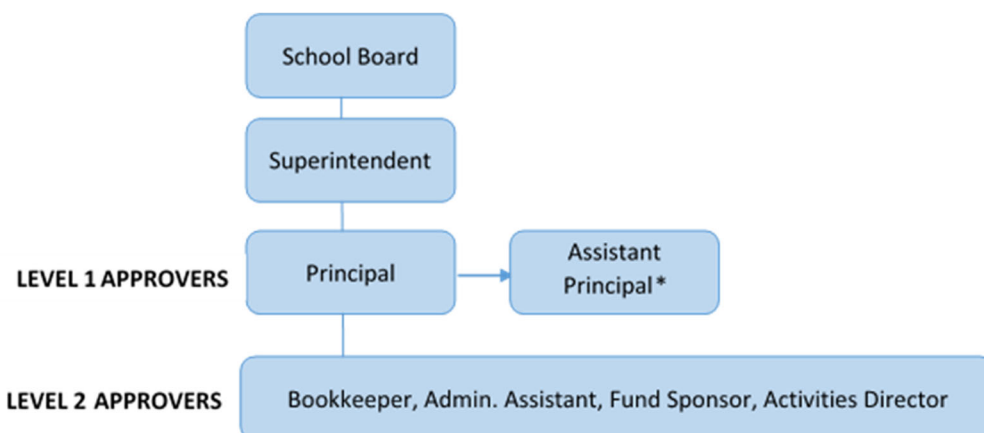 School Board
Superintendent
LEVEL 1 APPROVERS
Principal
Assistant
Principal*
LEVEL 2 APPROVERS
Bookkeeper, Admin. Assistant, Fund Sponsor, Activities Director